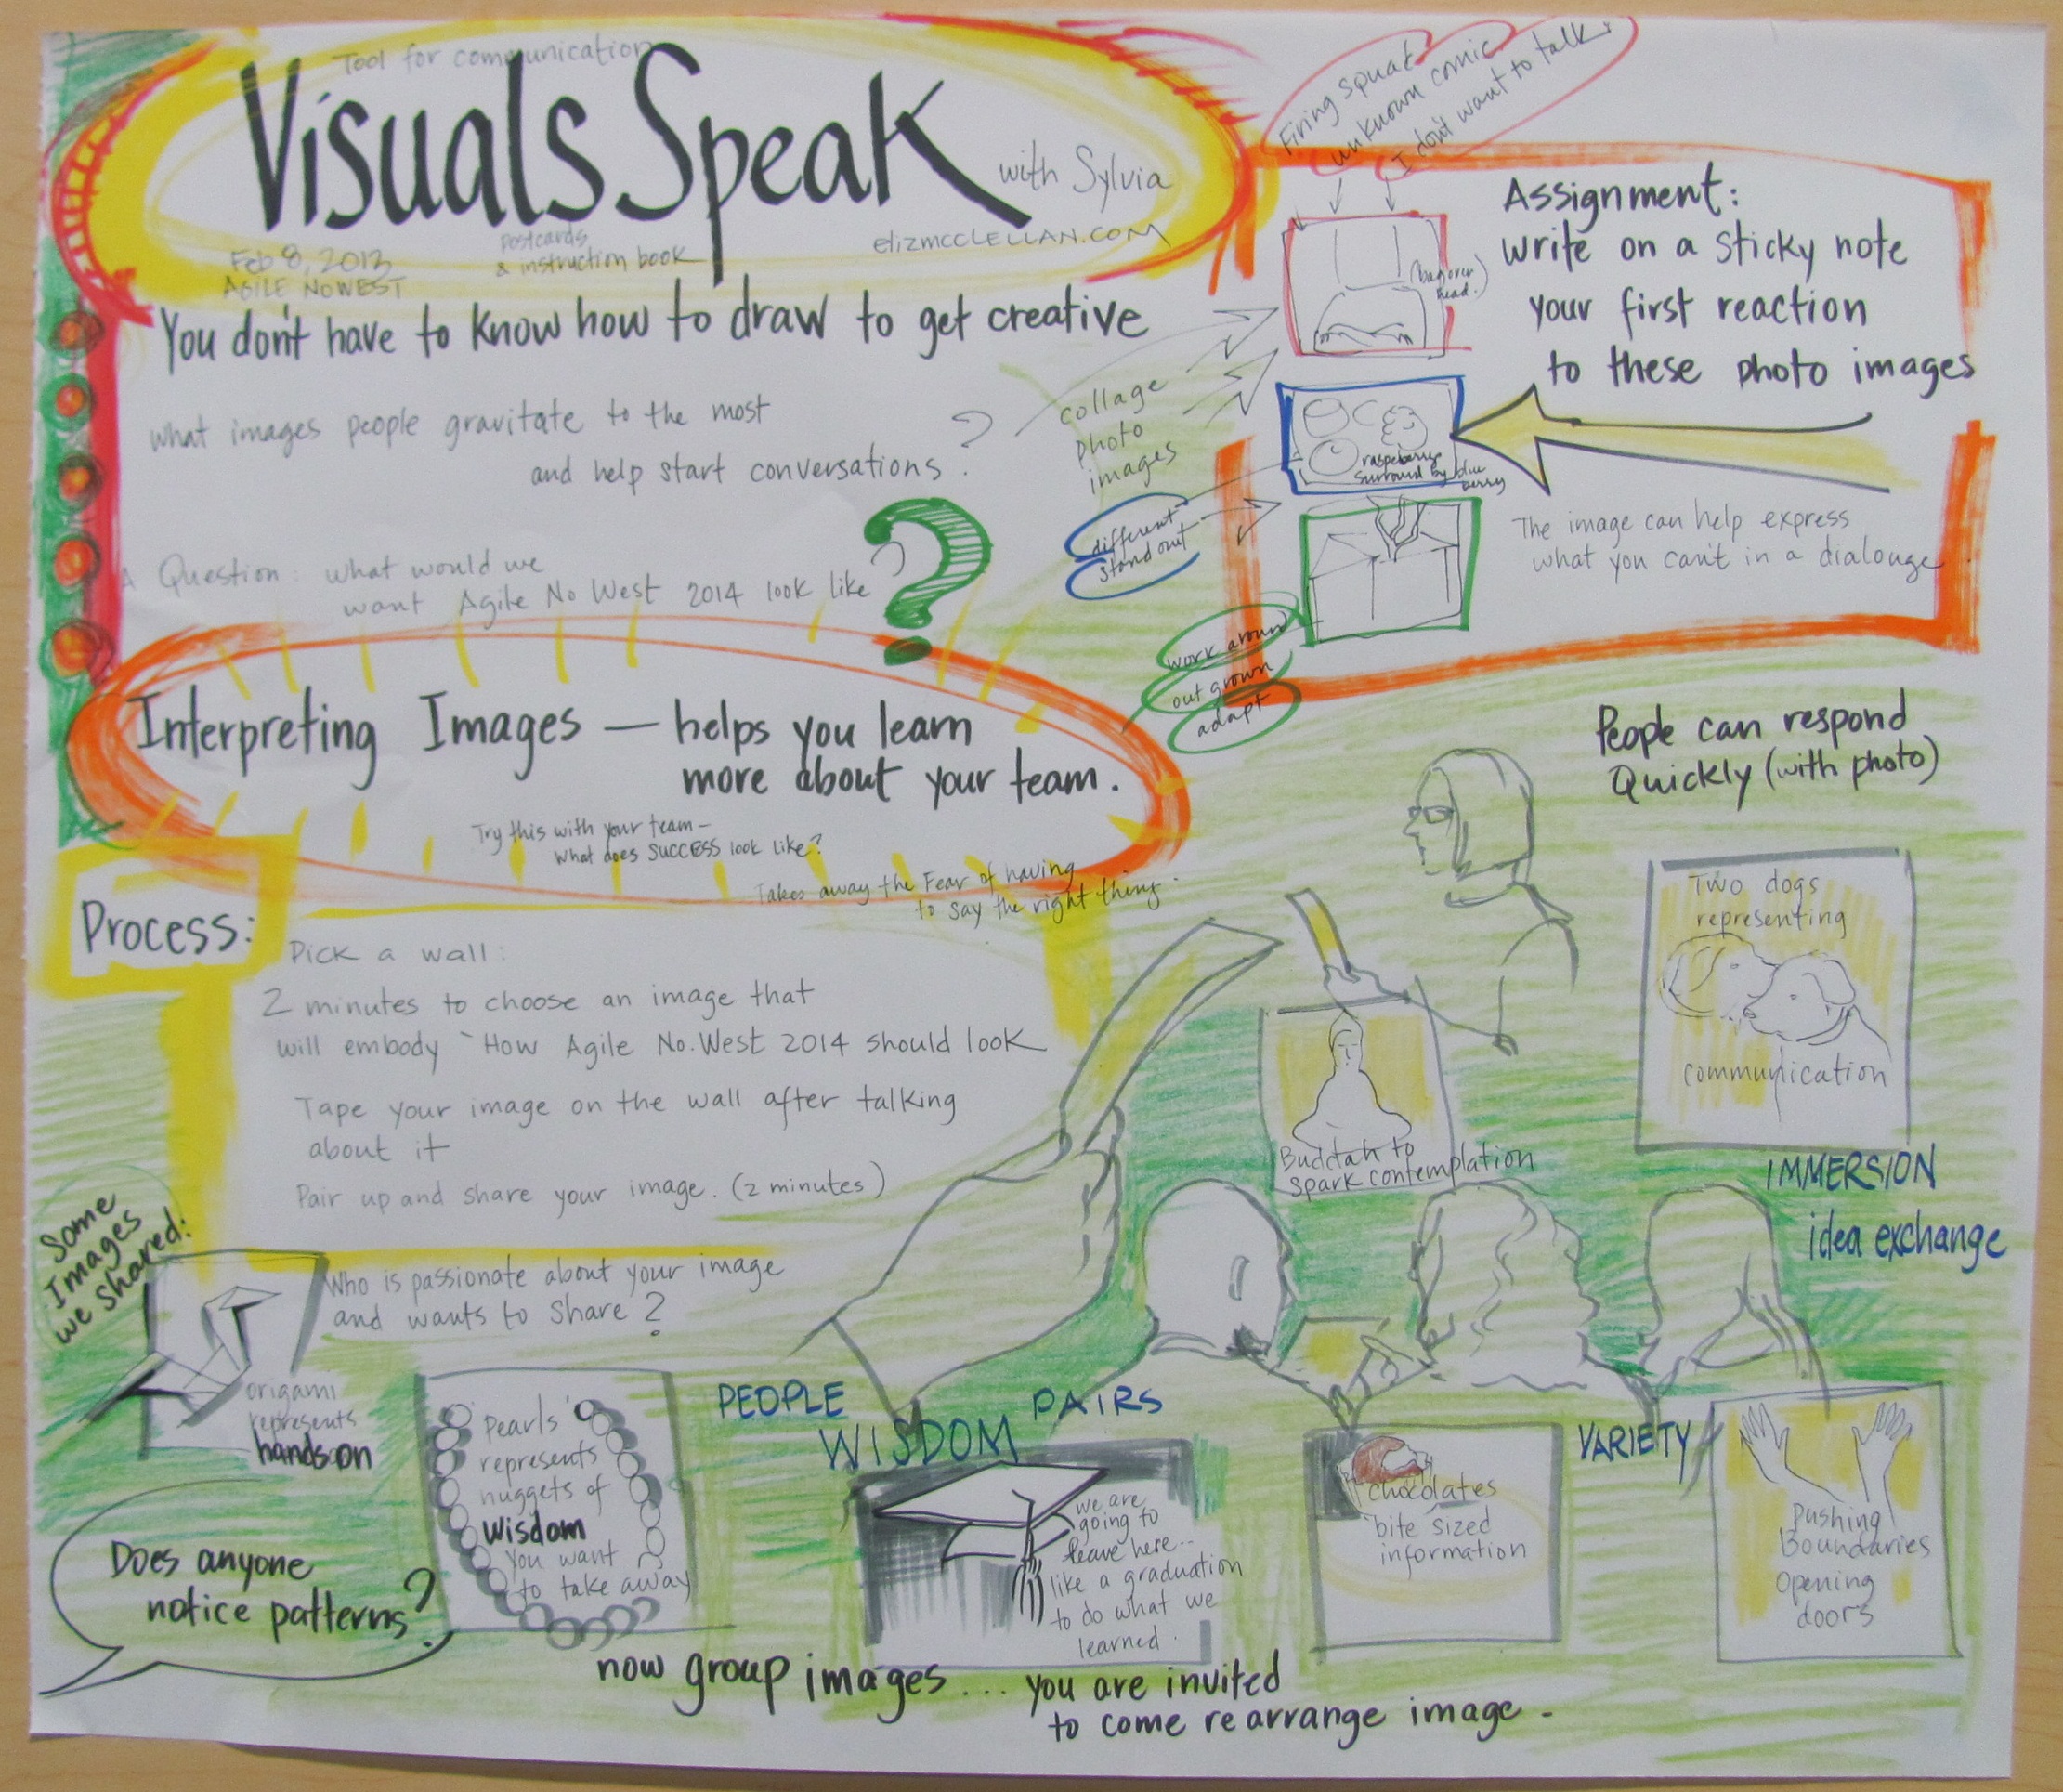 Tool for communication
Visuals Speak
with Sylvia
elizmcclellan.com
Feb 8, 2013
Agile NoWest
postcards
& instruction book
You don't have to know how to draw to get creative
What images people gravitate to the most
and help start conversations?
A Question: what would we
want Agile No West 2014 look like?
Firing squat
unknown comic
I don't want to talk
(bag over
head.)
Assignment:
write on a sticky note
your first reaction
to these photo images
collage
photo
images
raspeberry
surround by blue
berry
different
stand out
The image can help express
what you can't in a dialouge
work around
out grown
adapt
Interpreting Images — helps you learn
more about your team.
Try this with your team –
What does SUCCESS look like?
Takes away the Fear of having
to say the right thing.
People can respond
Quickly (with photo)
Process:
Pick a wall:
2 minutes to choose an image that
will embody "How Agile No.West 2014 should look
Tape your image on the wall after talking
about it
Pair up and share your image. (2 minutes)
Who is passionate about your image
and wants to share?
Two dogs
representing
communication
Buddah to
spark contemplation
IMMERSION
idea exchange
Some
Images
we shared:
origami
represents
hands on
Pearls
represents
nuggets of
Wisdom
You want
to take away
PEOPLE
WISDOM
PAIRS
VARIETY
we are
going to
leave here...
like a graduation
to do what we
learned.
chocolates
bite sized
information
Pushing
Boundaries
Opening
doors
Does anyone
notice patterns?
now group images.... you are invited
to come rearrange image.